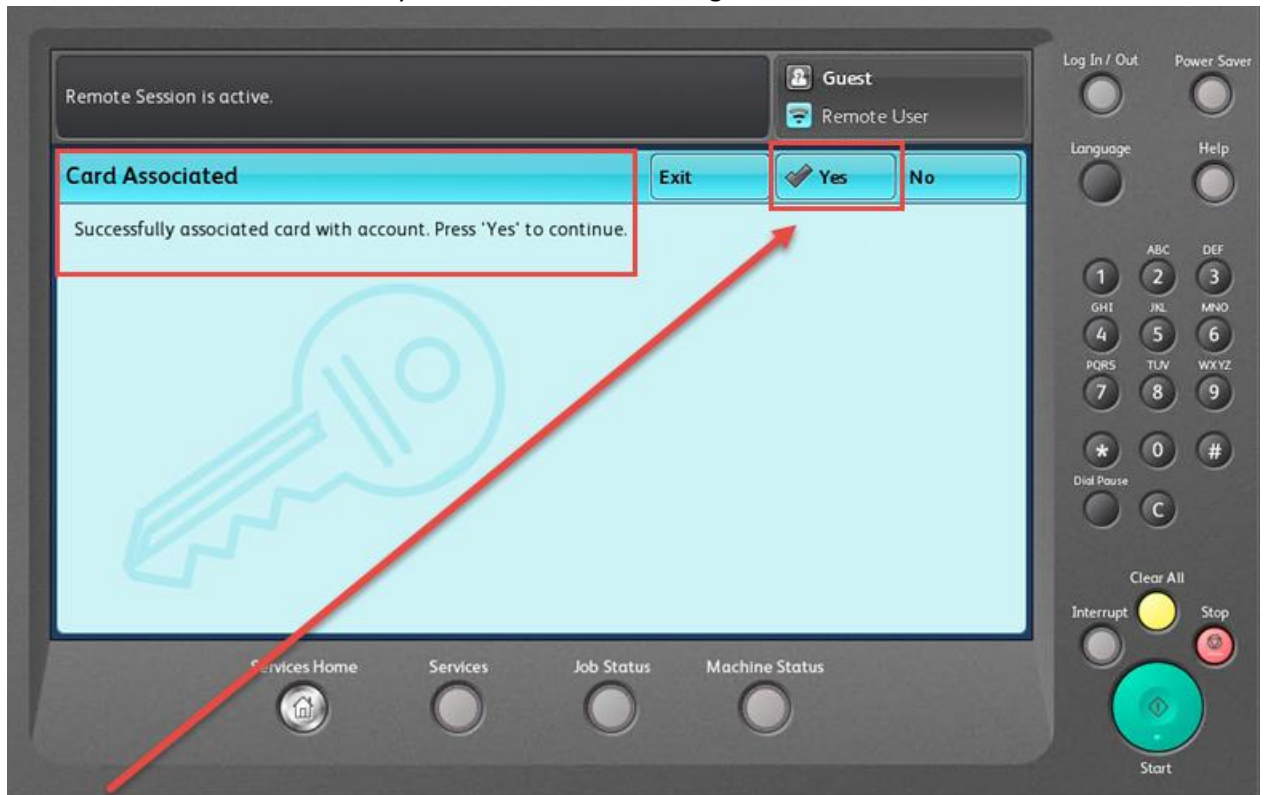 Remote Session is active.
Guest
Remote User
Card Associated
Exit
Yes
No
Successfully associated card with account. Press 'Yes' to continue.
Log In / Out
Power Saver
Language
Help
1
ABC
2
DEF
3
GHI
4
JKL
5
MNO
6
PQRS
7
TUV
8
WXYZ
9
*
0
#
Dial Pause
C
Clear All
Interrupt
Stop
Start
Services Home
Services
Job Status
Machine Status